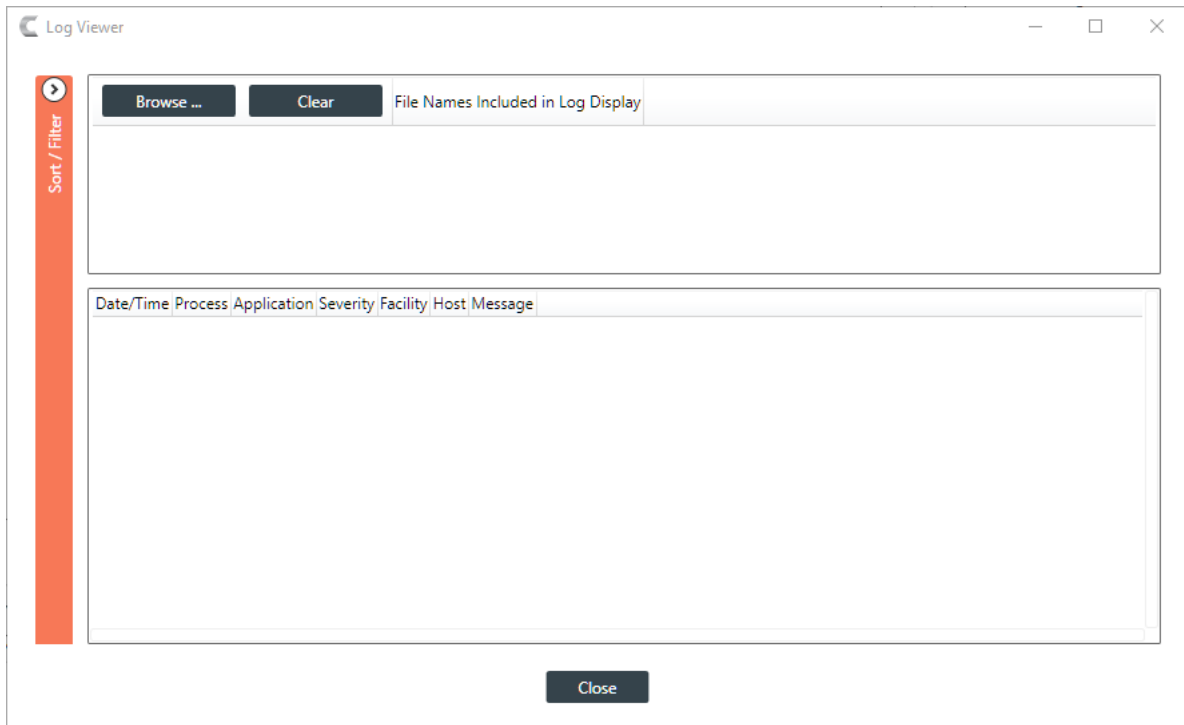 Log Viewer
Sort / Filter
Browse ... Clear File Names Included in Log Display
Date/Time Process Application Severity Facility Host Message
Close